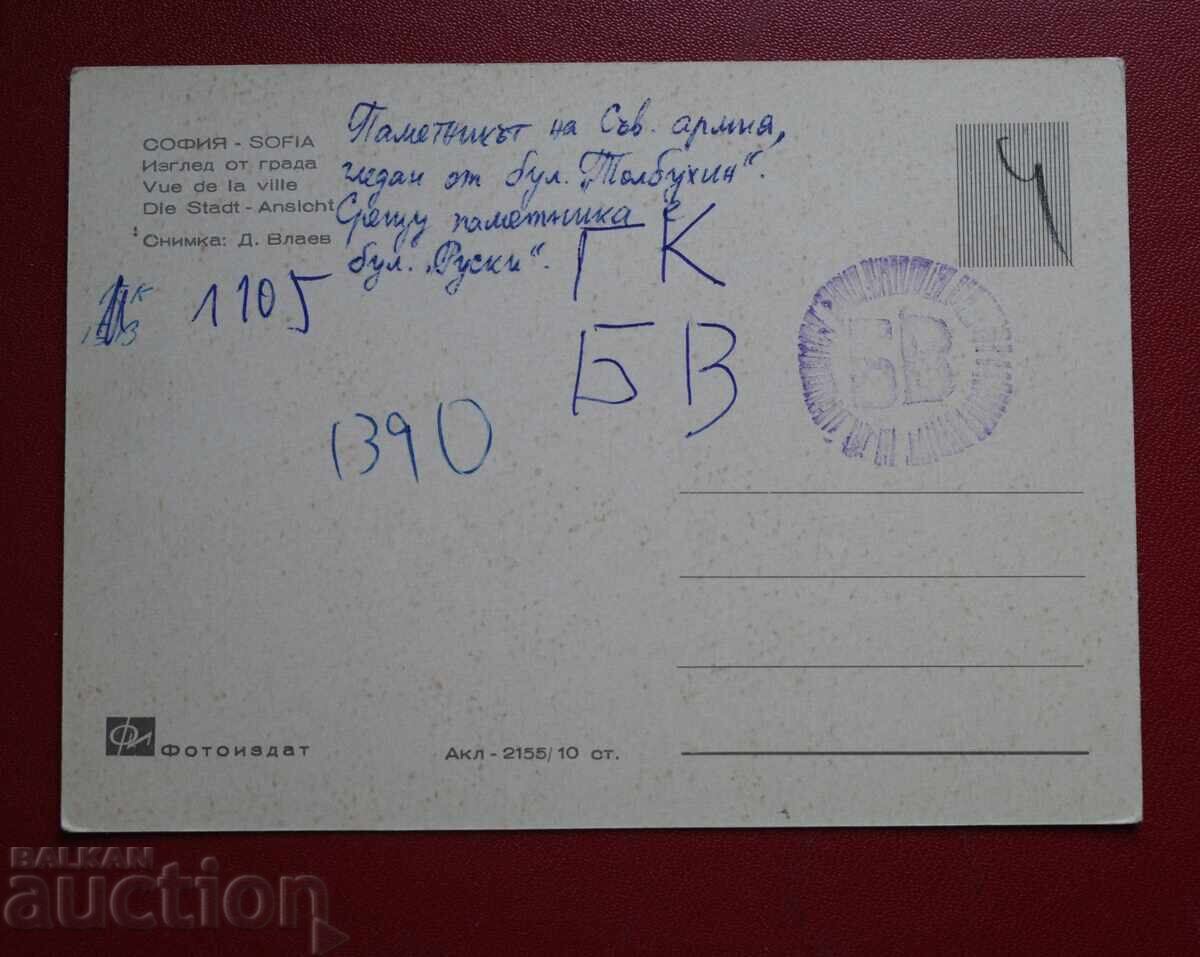 СОФИЯ - SOFIA
Изглед от града
Vue de la ville
Die Stadt - Ansicht
Снимка: Д. Влаев
Паметникът на Съв. армия,
гледан от бул. „Толбухин“.
Срещу паметника е
бул. „Руски“.
ГК
БВ
1105
1390
Ч
БВ
Фотоиздат
Акл - 2155/10 ст.
BALKAN
auction